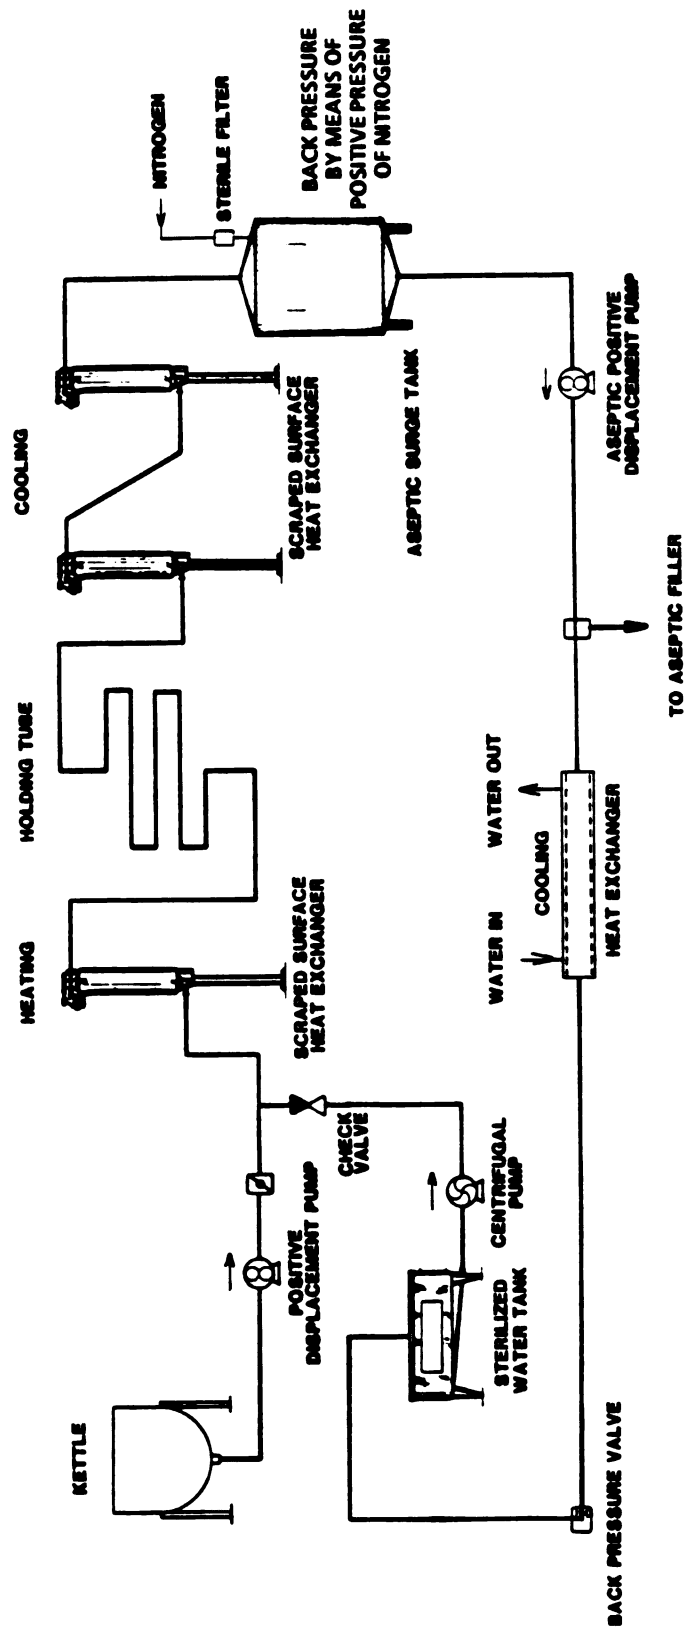 HEATING
HOLDING TUBE
COOLING
NITROGEN
STERILE FILTER
BACK PRESSURE
BY MEANS OF
POSITIVE PRESSURE
OF NITROGEN
KETTLE
POSITIVE
DISPLACEMENT PUMP
CHECK
VALVE
SCRAPED SURFACE
HEAT EXCHANGER
SCRAPED SURFACE
HEAT EXCHANGER
ASEPTIC SURGE TANK
STERILIZED
WATER TANK
CENTRIFUGAL
PUMP
WATER IN
WATER OUT
COOLING
HEAT EXCHANGER
ASEPTIC POSITIVE
DISPLACEMENT PUMP
TO ASEPTIC FILLER
BACK PRESSURE VALVE